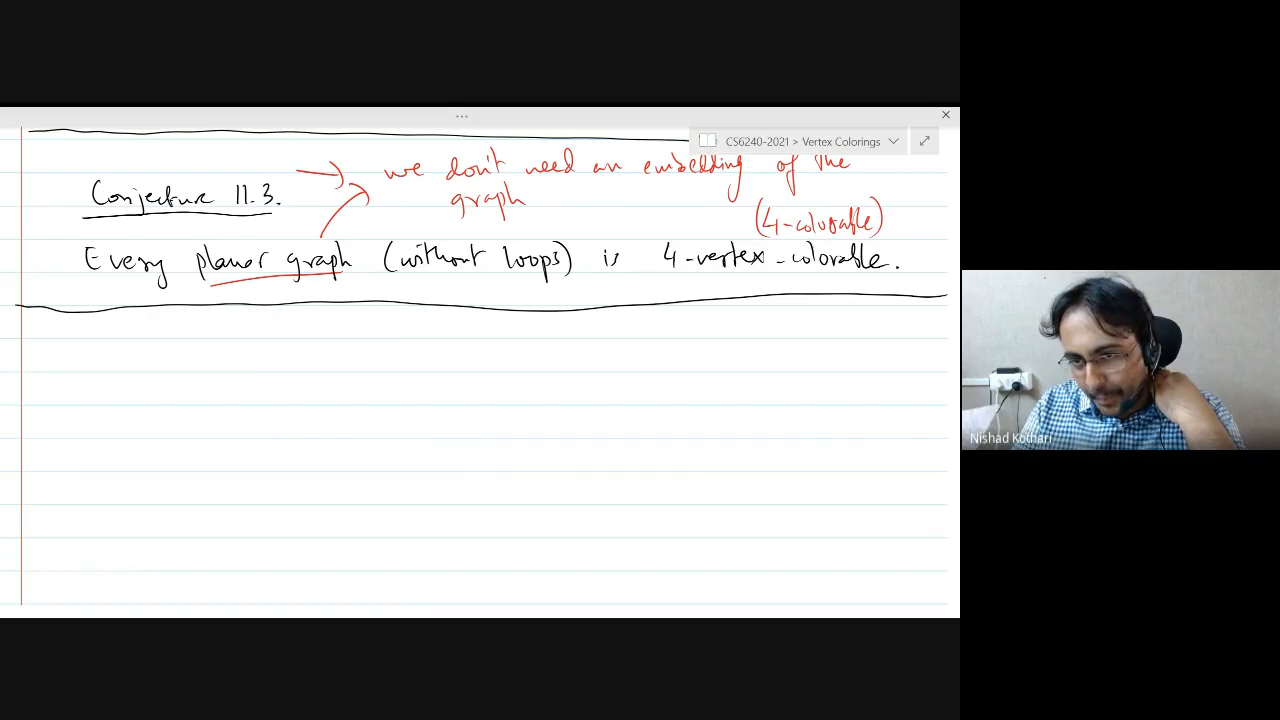 CS6240-2021 > Vertex Colorings
we don't need an embedding of the
Conjecture 11.3.
graph
(4-colorable)
Every planar graph (without loops) is 4-vertex-colorable.
Nishad Kothari